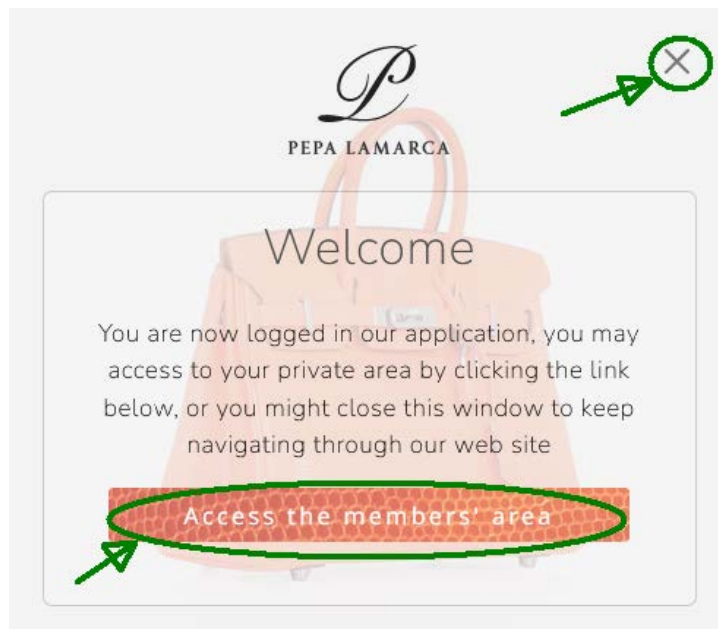 P
PEPA LAMARCA
Welcome
You are now logged in our application, you may
access to your private area by clicking the link
below, or you might close this window to keep
navigating through our web site
Access the members' area